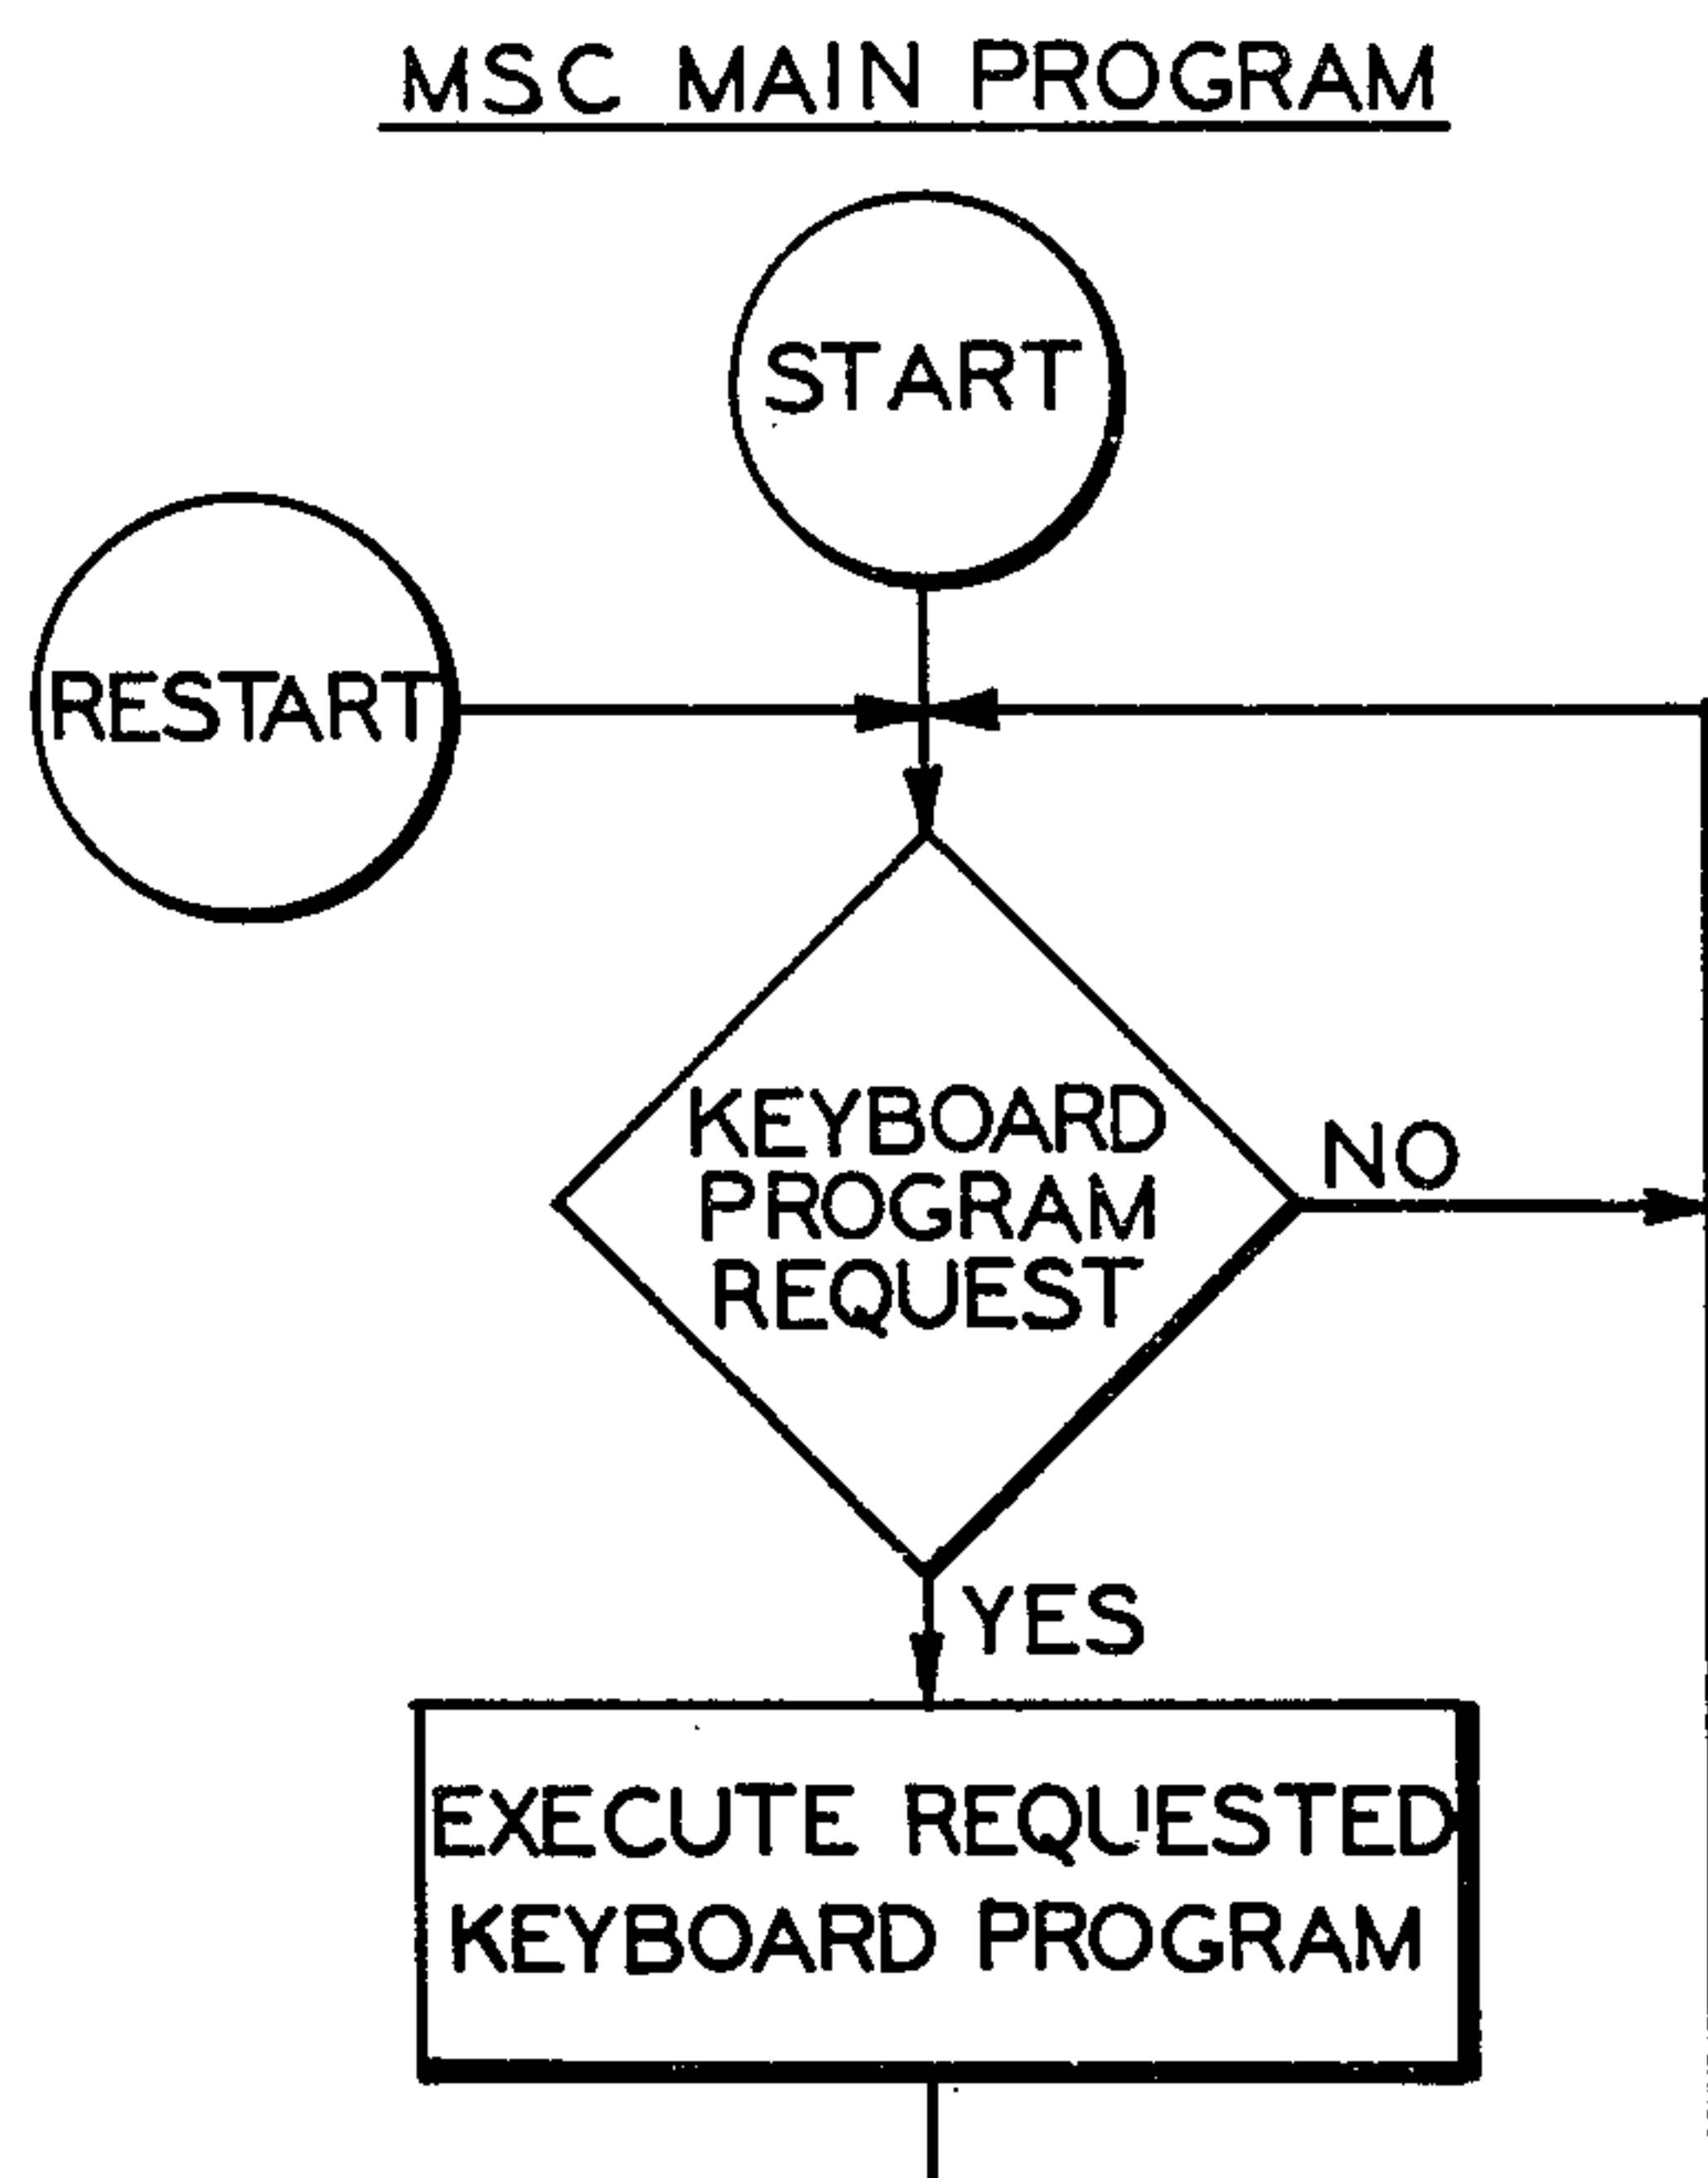 MSC MAIN PROGRAM
START
RESTART
KEYBOARD
PROGRAM
REQUEST
NO
YES
EXECUTE REQUESTED
KEYBOARD PROGRAM